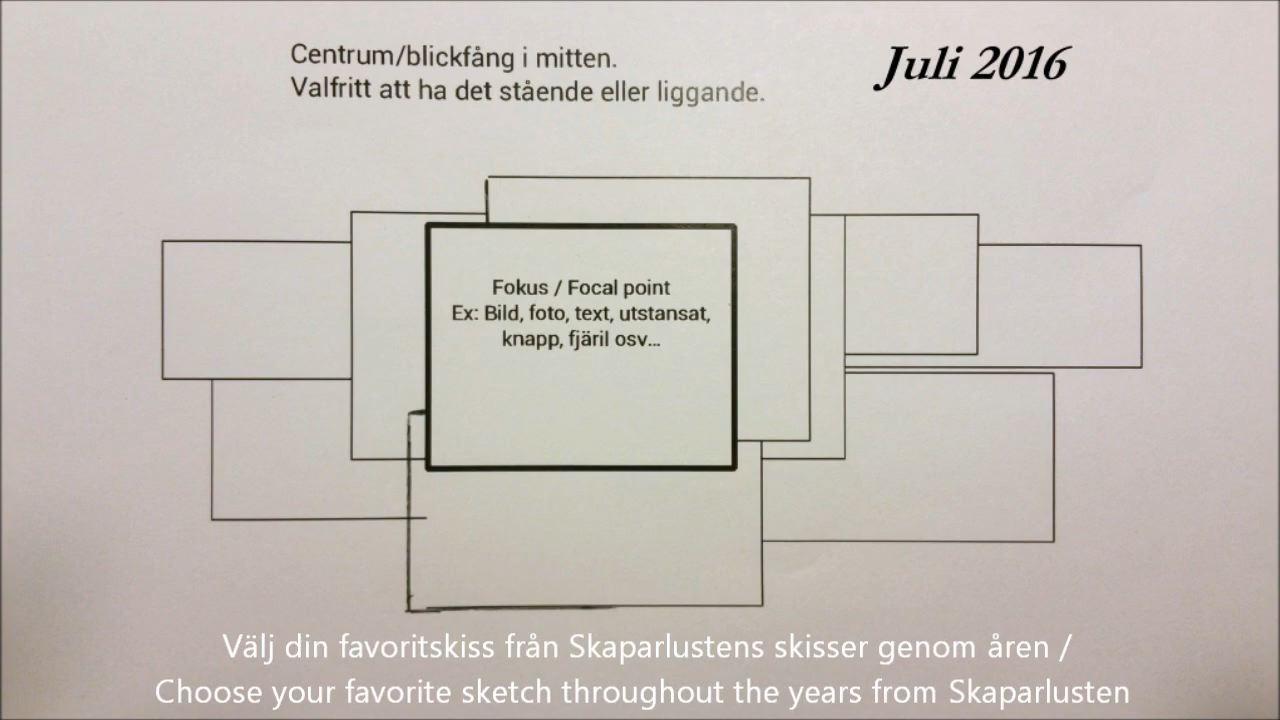 Centrum/blickfång i mitten.
Valfritt att ha det stående eller liggande.
Juli 2016
Fokus / Focal point
Ex: Bild, foto, text, utstansat,
knapp, fjäril osv...
Välj din favoritskiss från Skaparlustens skisser genom åren /
Choose your favorite sketch throughout the years from Skaparlusten